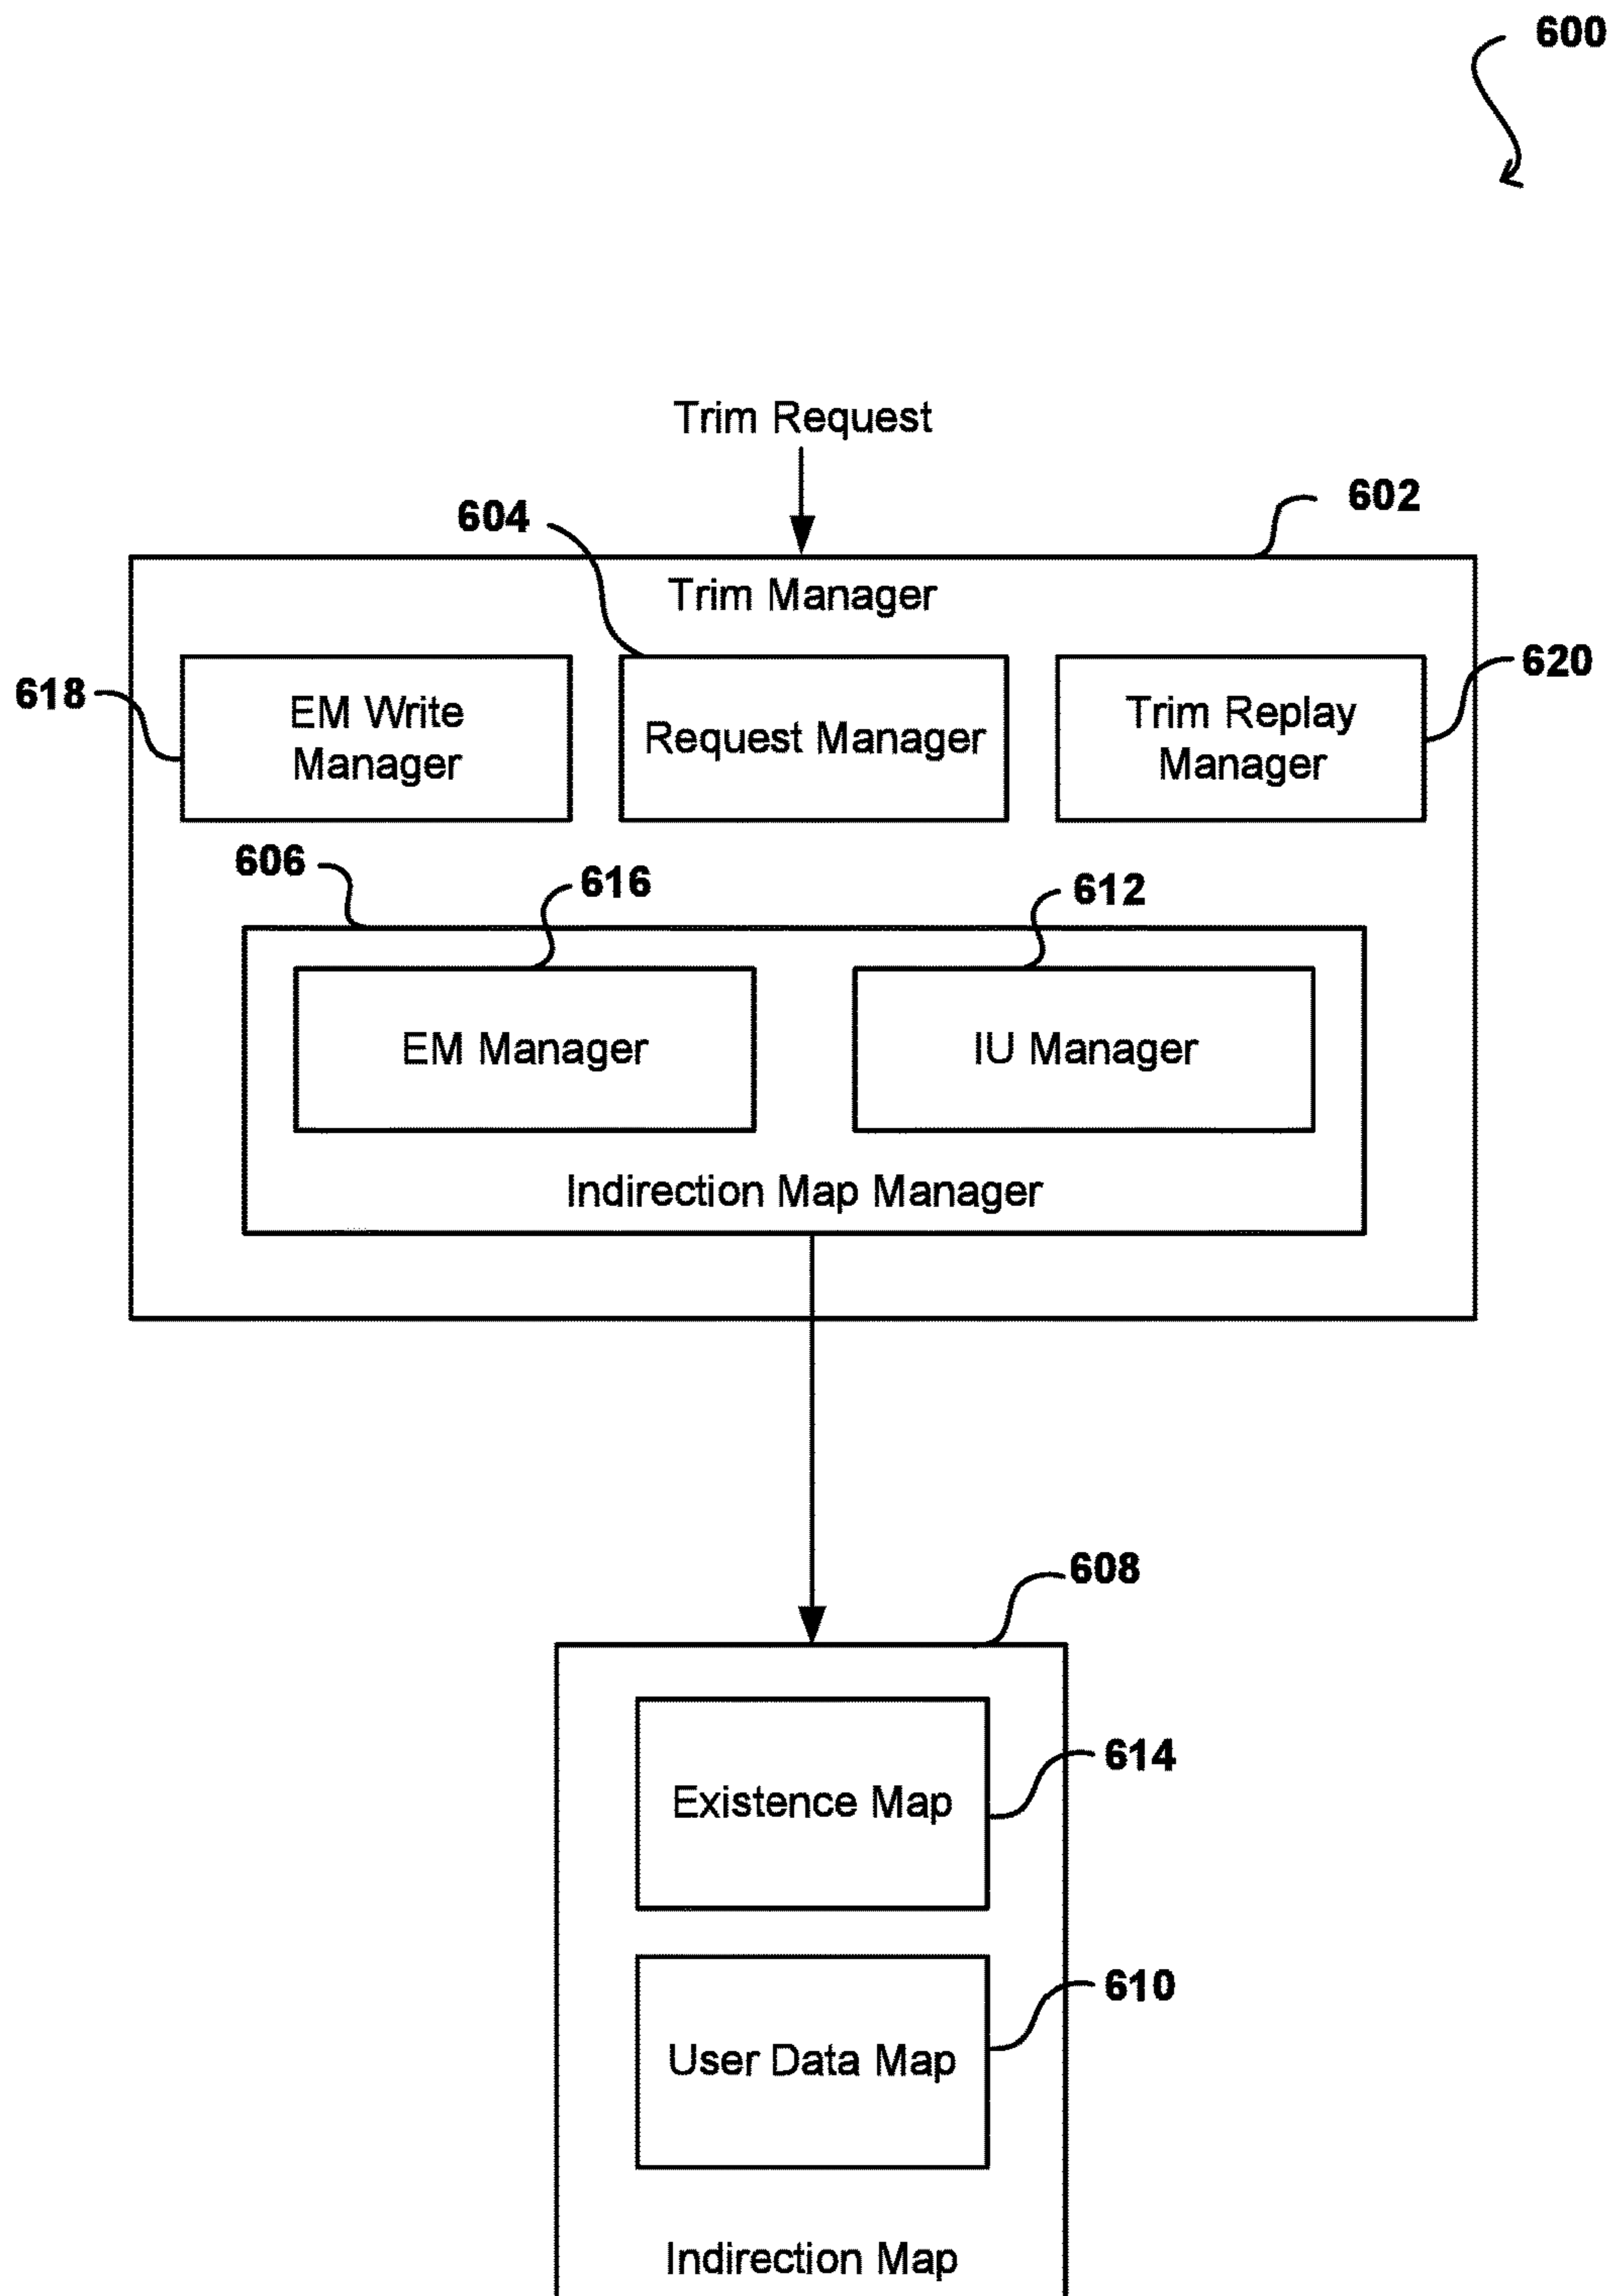 600
Trim Request
604
602
Trim Manager
618
EM Write
Manager
Request Manager
Trim Replay
Manager
620
606
616
612
EM Manager
IU Manager
Indirection Map Manager
608
Existence Map
614
User Data Map
610
Indirection Map